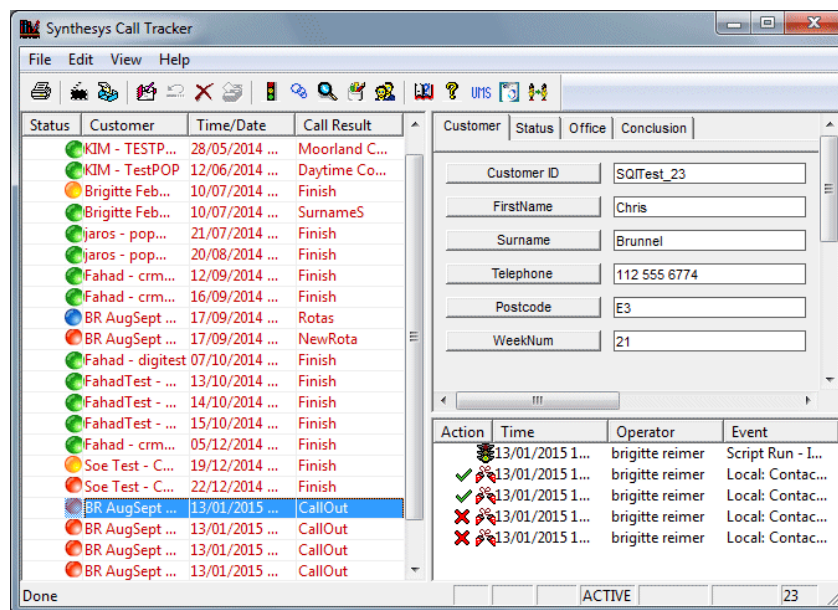 Synthesys Call Tracker
File Edit View Help
UMS
Status Customer Time/Date Call Result
KIM - TESTP... 28/05/2014 ... Moorland C...
KIM - TestPOP 12/06/2014 ... Daytime Co...
Brigitte Feb... 10/07/2014 ... Finish
Brigitte Feb... 10/07/2014 ... SurnameS
jaros - pop... 21/07/2014 ... Finish
jaros - pop... 20/08/2014 ... Finish
Fahad - crm... 12/09/2014 ... Finish
Fahad - crm... 16/09/2014 ... Finish
BR AugSept ... 17/09/2014 ... Rotas
BR AugSept ... 17/09/2014 ... NewRota
Fahad - digitest 07/10/2014 ... Finish
FahadTest - ... 13/10/2014 ... Finish
FahadTest - ... 14/10/2014 ... Finish
FahadTest - ... 15/10/2014 ... Finish
Fahad - crm... 05/12/2014 ... Finish
Soe Test - C... 19/12/2014 ... Finish
Soe Test - C... 22/12/2014 ... Finish
BR AugSept ... 13/01/2015 ... CallOut
BR AugSept ... 13/01/2015 ... CallOut
BR AugSept ... 13/01/2015 ... CallOut
BR AugSept ... 13/01/2015 ... CallOut
Customer Status Office Conclusion
Customer ID SQlTest_23
FirstName Chris
Surname Brunnel
Telephone 112 555 6774
Postcode E3
WeekNum 21
Action Time Operator Event
13/01/2015 1... brigitte reimer Script Run - I...
13/01/2015 1... brigitte reimer Local: Contac...
13/01/2015 1... brigitte reimer Local: Contac...
13/01/2015 1... brigitte reimer Local: Contac...
13/01/2015 1... brigitte reimer Local: Contac...
Done ACTIVE 23